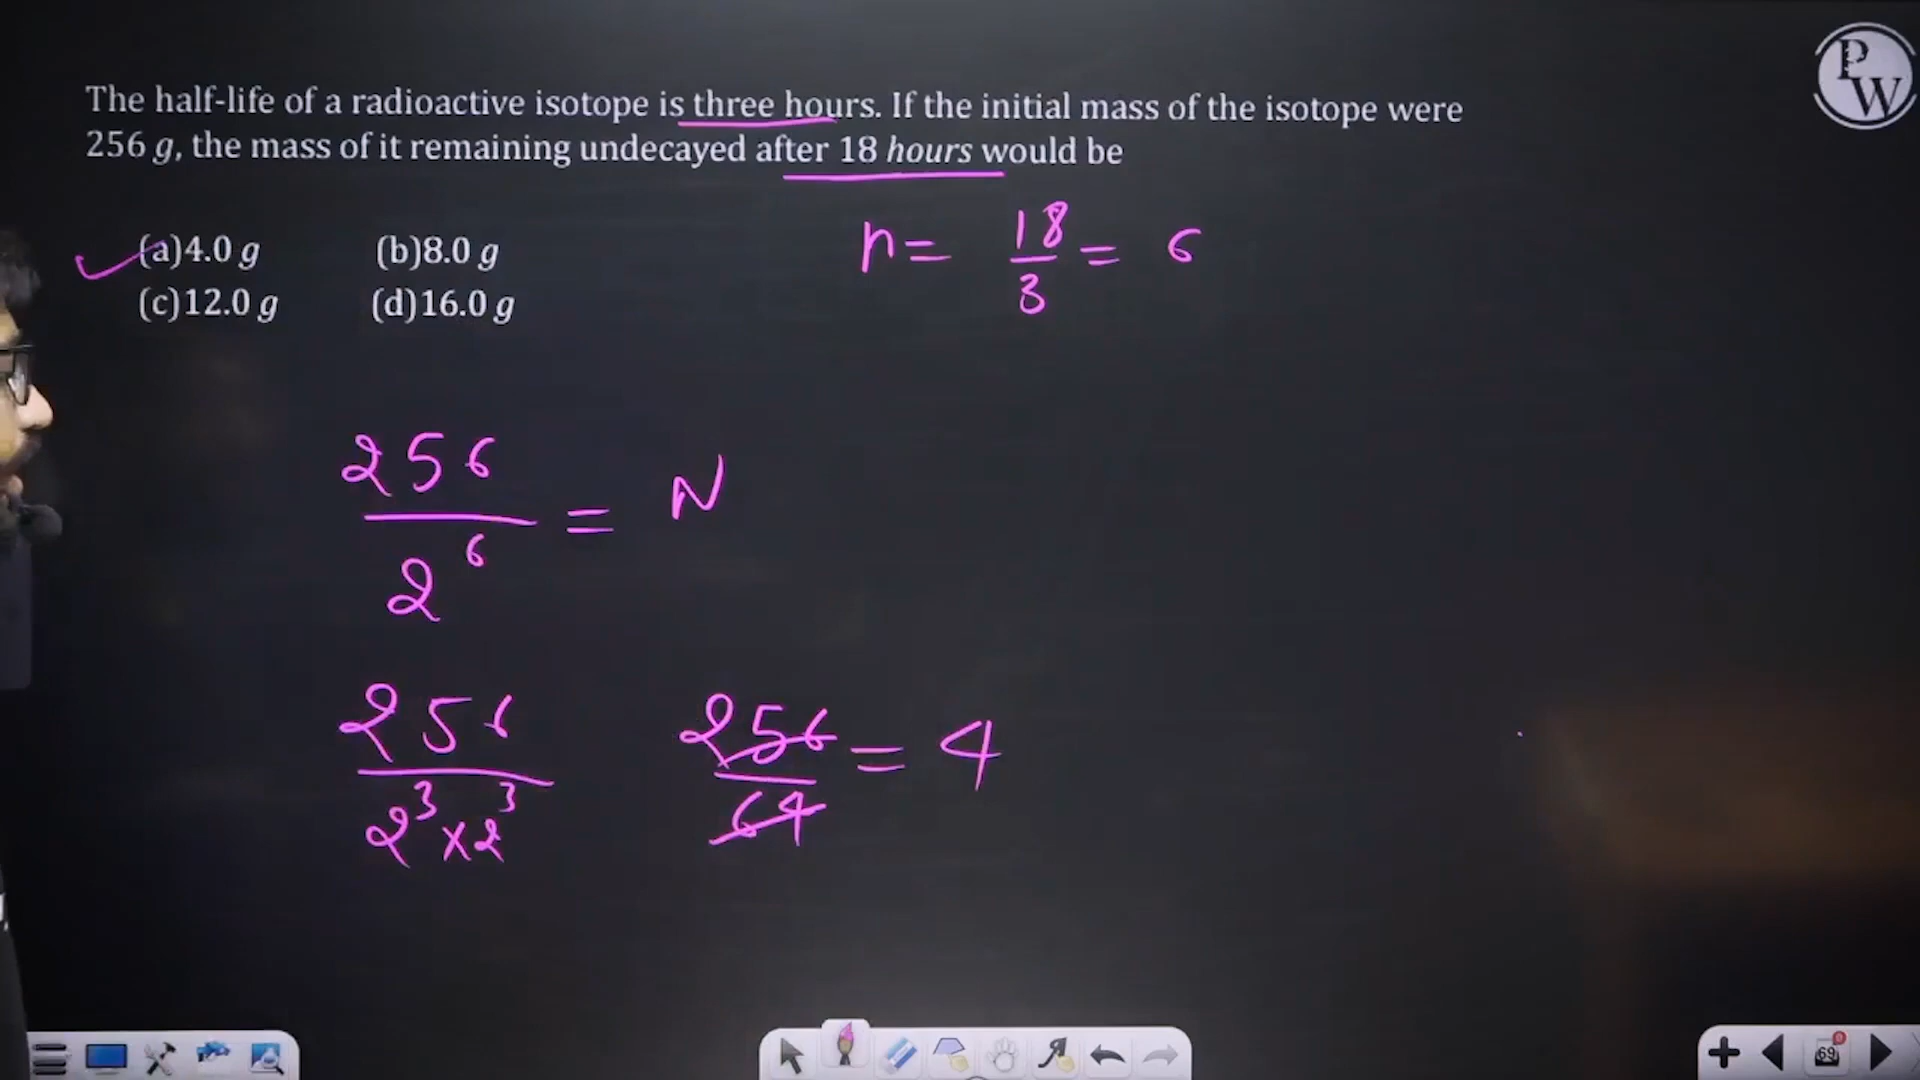 The half-life of a radioactive isotope is three hours. If the initial mass of the isotope were
256 g, the mass of it remaining undecayed after 18 hours would be
(a)4.0 g (b)8.0 g
(c)12.0 g (d)16.0 g
n = 18/3 = 6
256/2^6 = N
256/2^3 x 2^3 256/64 = 4
P
W
69